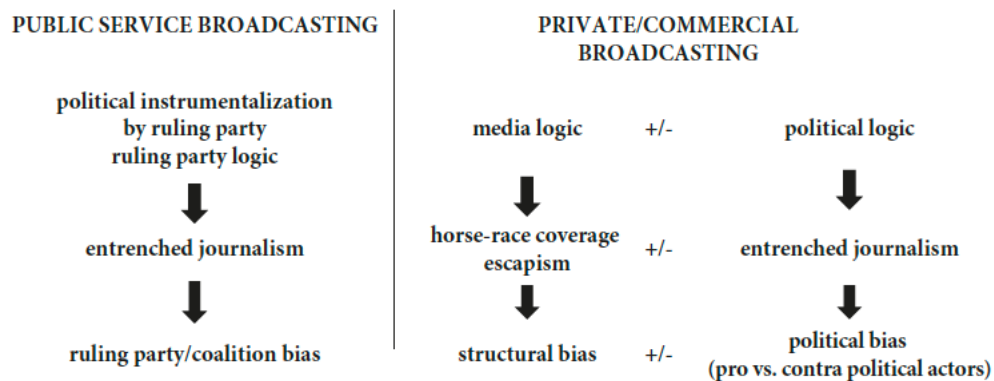 PUBLIC SERVICE BROADCASTING
political instrumentalization
by ruling party
ruling party logic
entrenched journalism
ruling party/coalition bias
PRIVATE/COMMERCIAL
BROADCASTING
media logic +/- political logic
horse-race coverage
escapism
+/- entrenched journalism
structural bias +/- political bias
(pro vs. contra political actors)